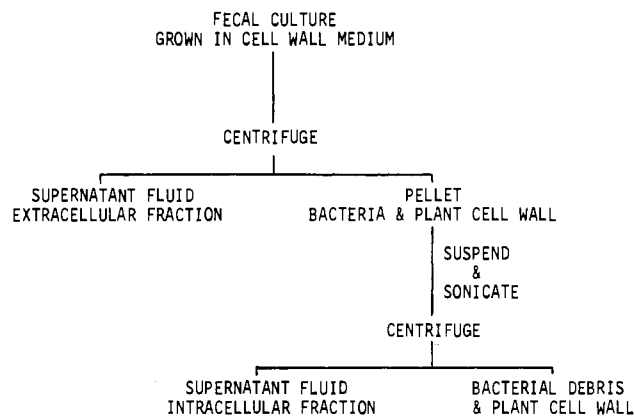 FECAL CULTURE
GROWN IN CELL WALL MEDIUM
CENTRIFUGE
SUPERNATANT FLUID
EXTRACELLULAR FRACTION
PELLET
BACTERIA & PLANT CELL WALL
SUSPEND
&
SONICATE
CENTRIFUGE
SUPERNATANT FLUID
INTRACELLULAR FRACTION
BACTERIAL DEBRIS
& PLANT CELL WALL